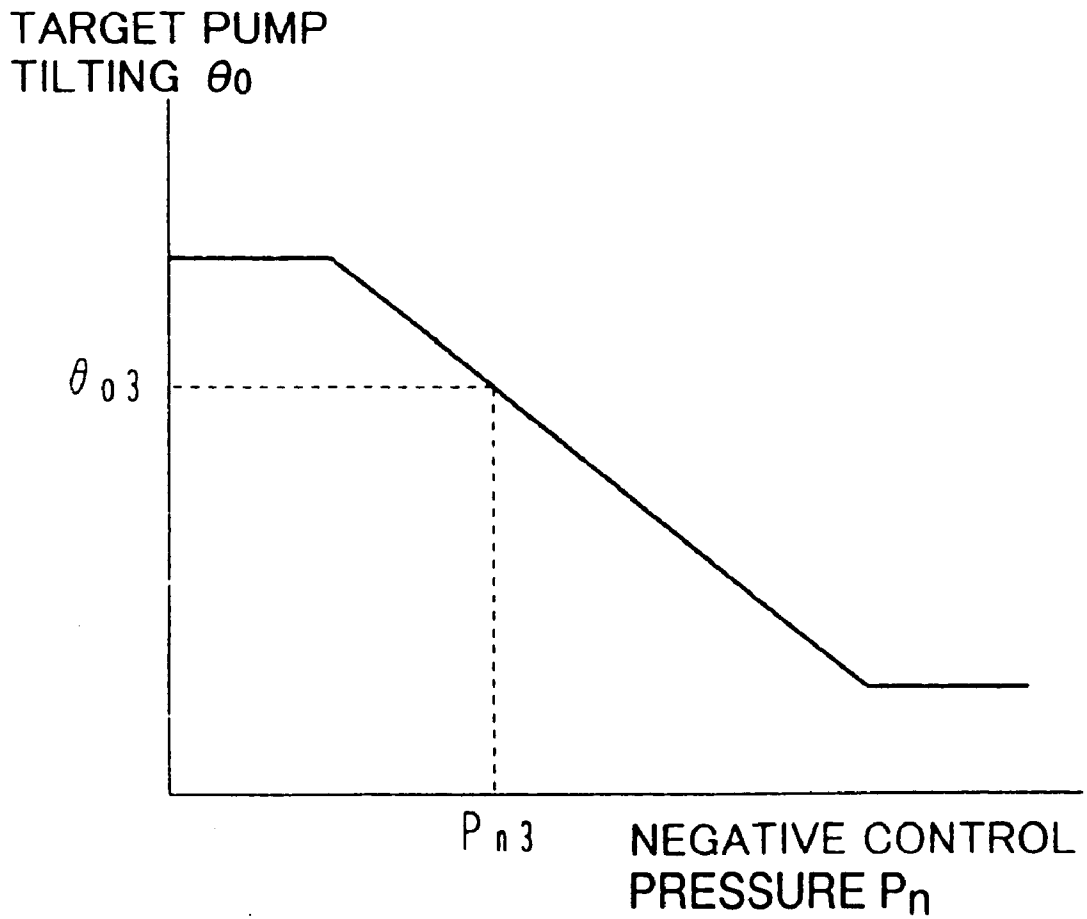 TARGET PUMP
TILTING θ0
θ03
Pn3
NEGATIVE CONTROL
PRESSURE Pn